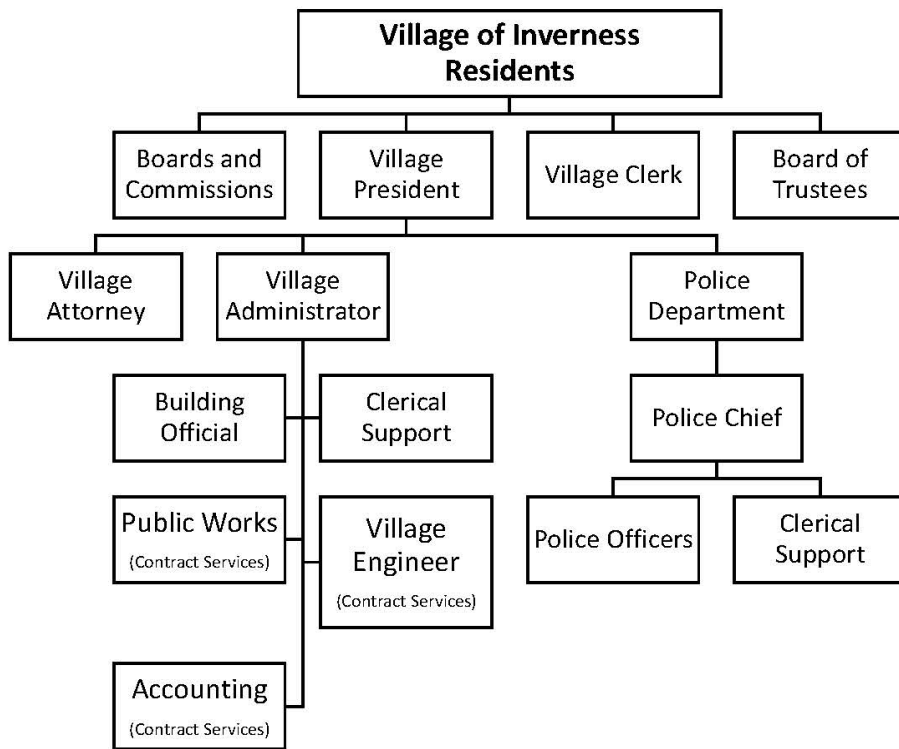 Village of Inverness
Residents
Boards and
Commissions
Village
President
Village Clerk
Board of
Trustees
Village
Attorney
Village
Administrator
Police
Department
Building
Official
Clerical
Support
Police Chief
Public Works
(Contract Services)
Village
Engineer
(Contract Services)
Police Officers
Clerical
Support
Accounting
(Contract Services)